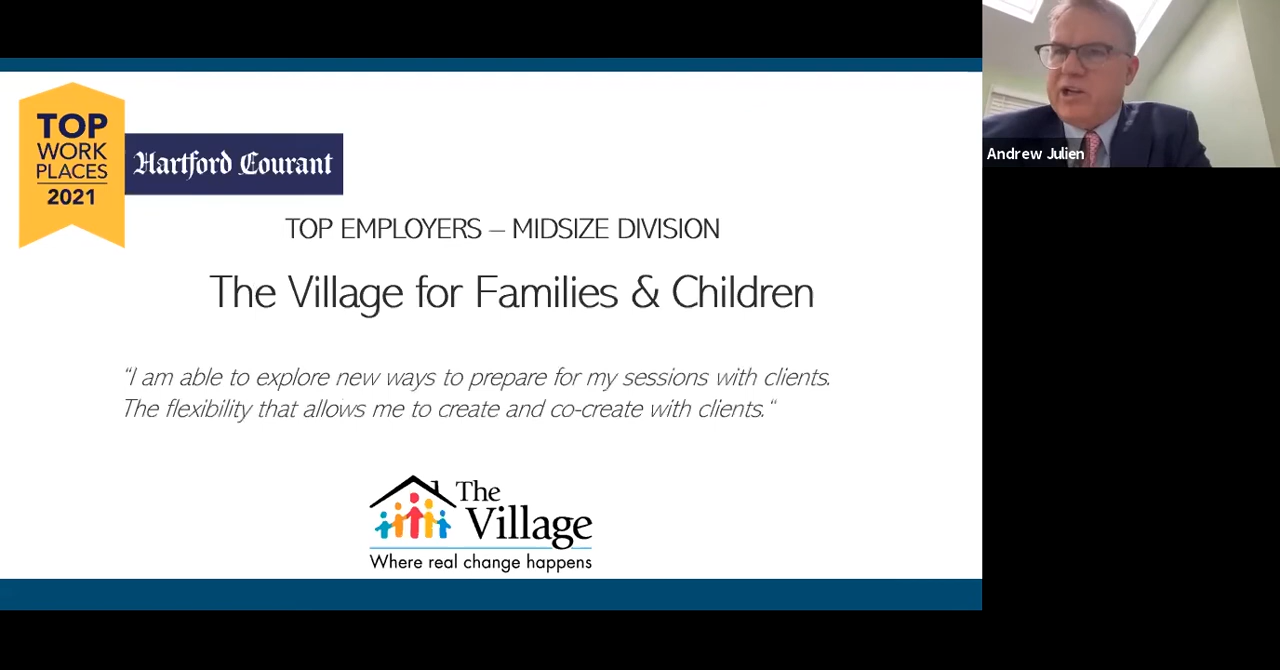 TOP
WORK
PLACES
2021
Hartford Courant
TOP EMPLOYERS – MIDSIZE DIVISION
The Village for Families & Children
“I am able to explore new ways to prepare for my sessions with clients.
The flexibility that allows me to create and co-create with clients.“
The
Village
Where real change happens
Andrew Julien